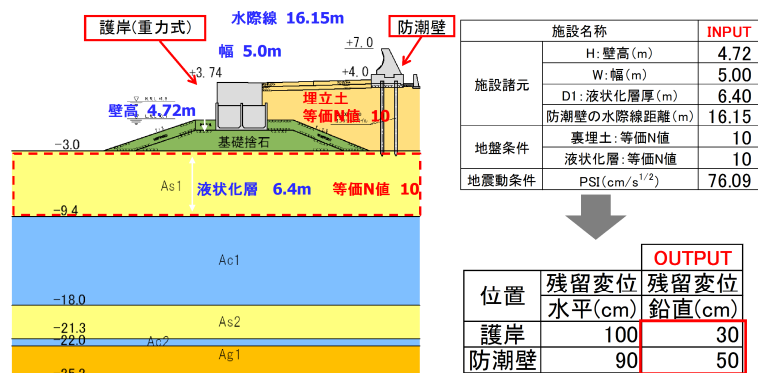 水際線 16.15m
護岸(重力式)
幅 5.0m
防潮壁
+7.0
+3.74
+4.0
壁高 4.72m
埋立土
等価N値 10
基礎捨石
-3.0
As1
液状化層 6.4m 等価N値 10
-9.4
Ac1
-18.0
As2
-21.3
-22.0
Ac2
Ag1
施設名称 INPUT
施設諸元 H:壁高(m) 4.72
W:幅(m) 5.00
D1:液状化層厚(m) 6.40
防潮壁の水際線距離(m) 16.15
地盤条件 裏埋土:等価N値 10
液状化層:等価N値 10
地震動条件 PSI(cm/s1/2) 76.09
OUTPUT
位置 残留変位 残留変位
水平(cm) 鉛直(cm)
護岸 100 30
防潮壁 90 50